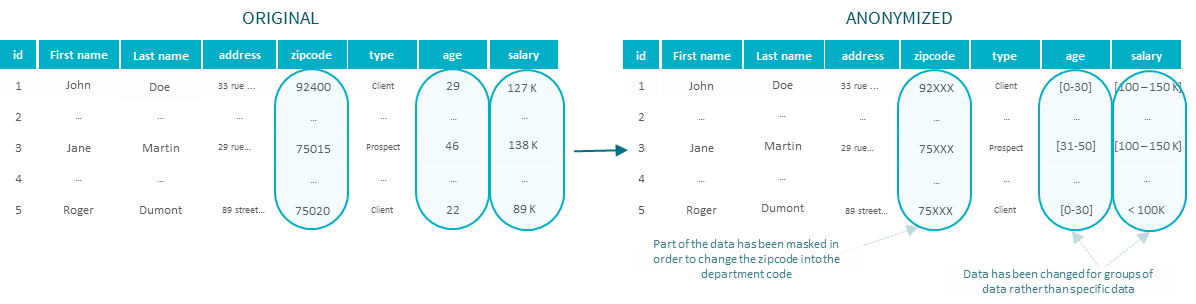 ORIGINAL
id First name Last name address zipcode type age salary
1 John Doe 33 rue ... 92400 Client 29 127 K
2 ... ... ... ... ... ...
3 Jane Martin 29 rue... 75015 Prospect 46 138 K
4 ... ... ... ... ...
5 Roger Dumont 89 street... 75020 Client 22 89 K
ANONYMIZED
id First name Last name address zipcode type age salary
1 John Doe 33 rue ... 92XXX Client [0-30] [100 – 150 K]
2 ... ... ... ... ... ...
3 Jane Martin 29 rue... 75XXX Prospect [31-50] [100 – 150 K]
4 ... ... ... ... ...
5 Roger Dumont 89 street... 75XXX Client [0-30] < 100K
Part of the data has been masked in
order to change the zipcode into the
department code
Data has been changed for groups of
data rather than specific data